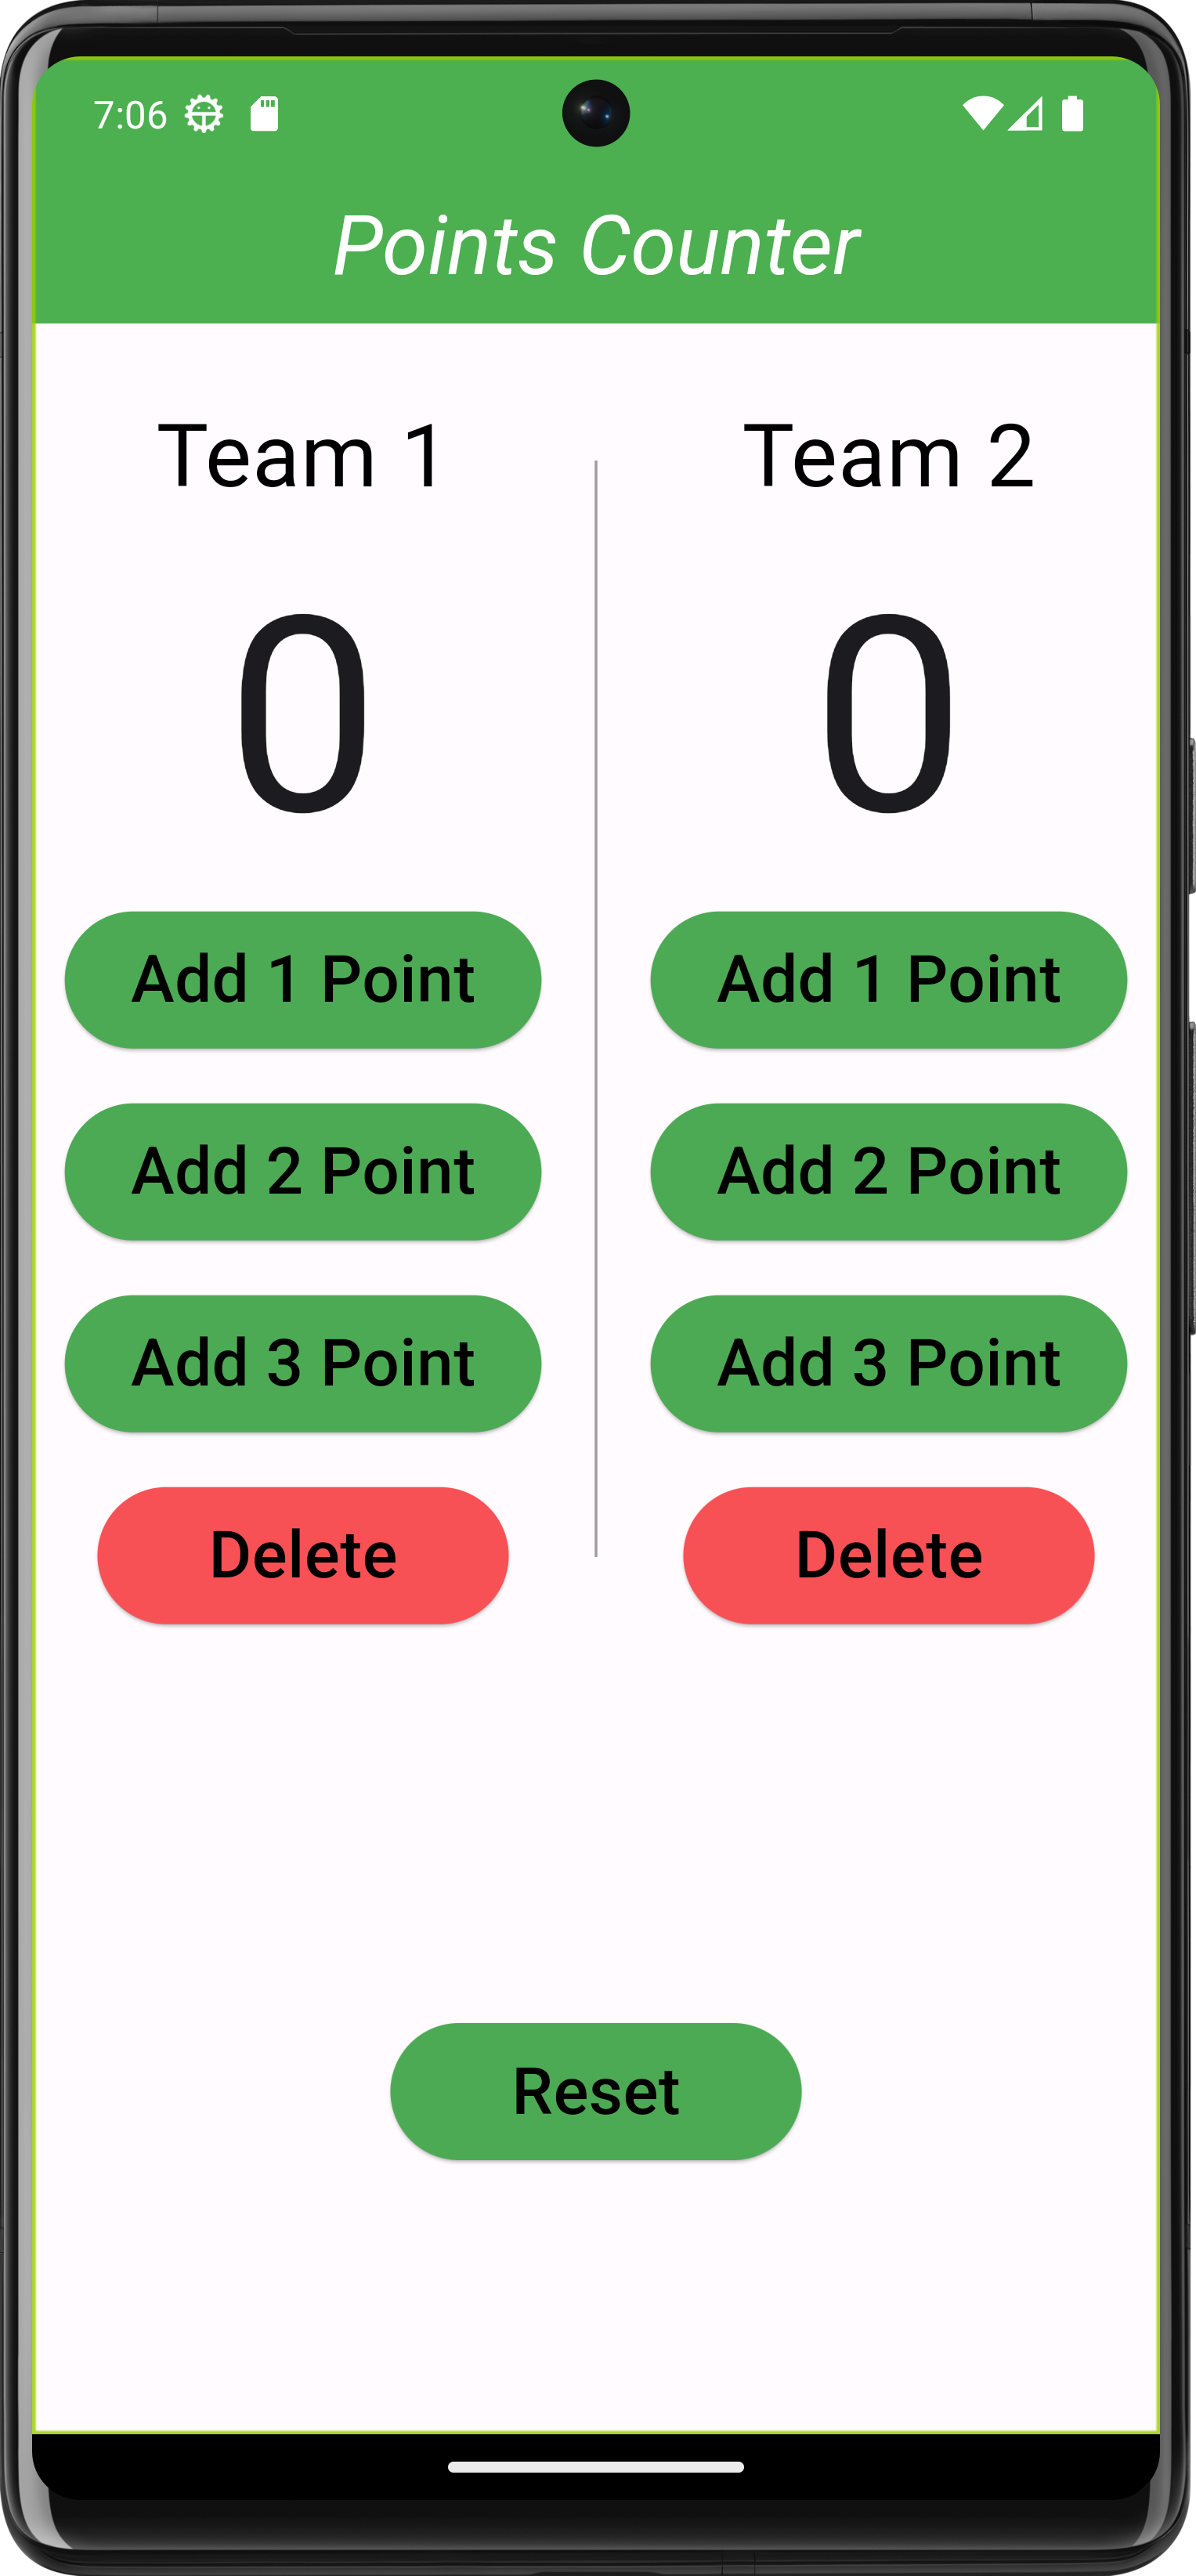 7:06
Points Counter
Team 1
Team 2
0
0
Add 1 Point
Add 1 Point
Add 2 Point
Add 2 Point
Add 3 Point
Add 3 Point
Delete
Delete
Reset